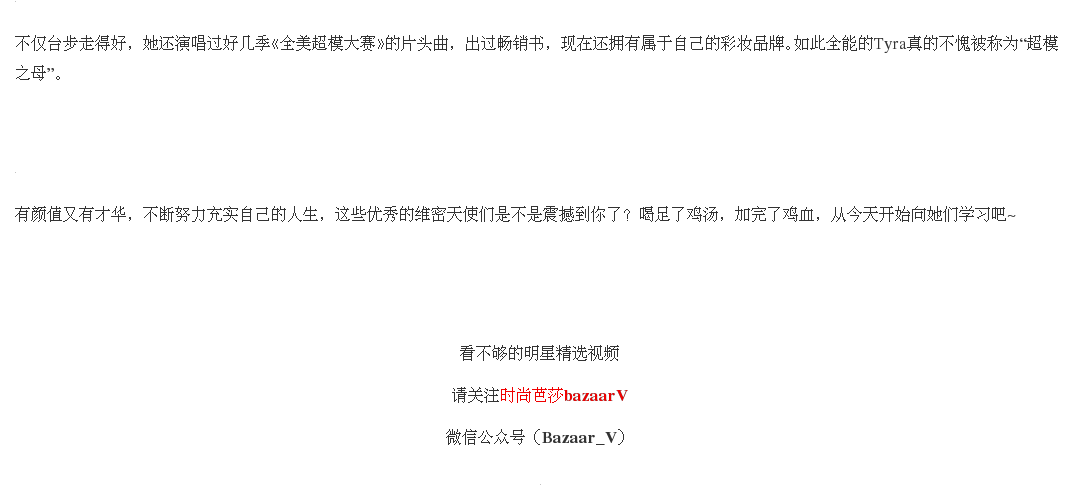 不仅台步走得好，她还演唱过好几季《全美超模大赛》的片头曲，出过畅销书，现在还拥有属于自己的彩妆品牌。如此全能的Tyra真的不愧被称为“超模
之母”。
有颜值又有才华，不断努力充实自己的人生，这些优秀的维密天使们是不是震撼到你了？喝足了鸡汤，加完了鸡血，从今天开始向她们学习吧~
看不够的明星精选视频
请关注时尚芭莎bazaarV
微信公众号（Bazaar_V）